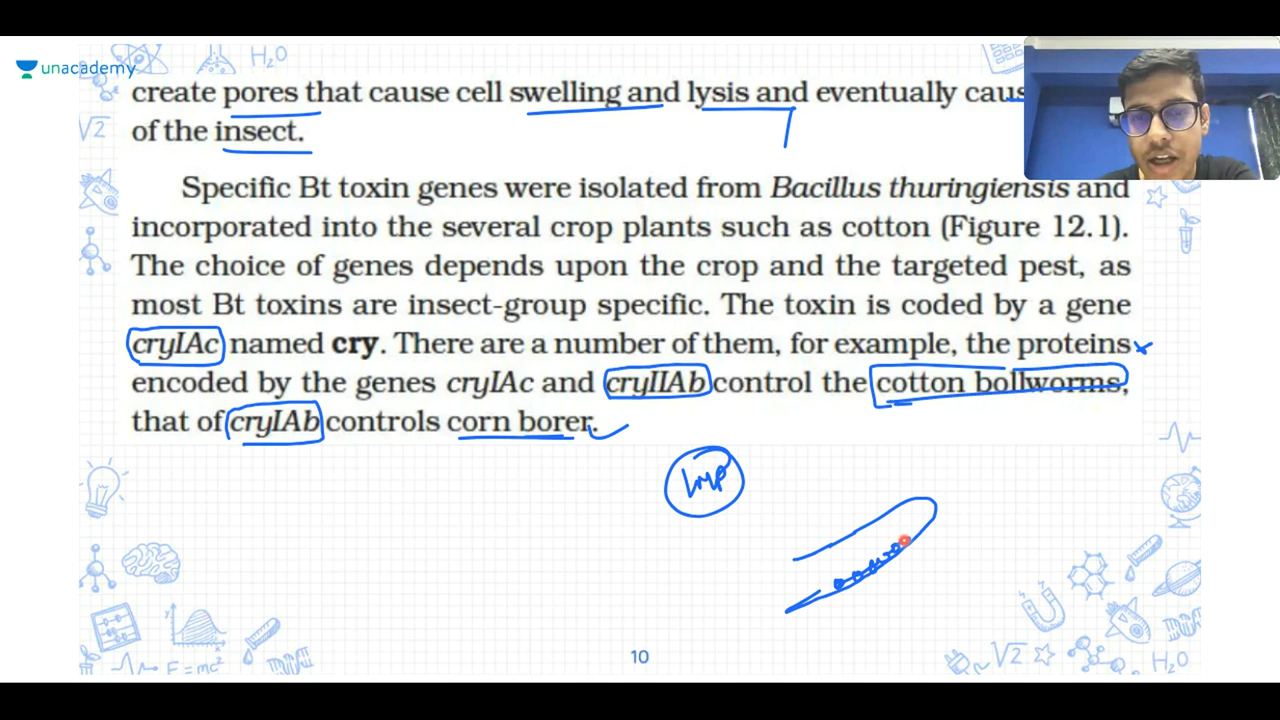 unacademy
H₂O
√2
create pores that cause cell swelling and lysis and eventually
of the insect.
Specific Bt toxin genes were isolated from Bacillus thuringiensis and
incorporated into the several crop plants such as cotton (Figure 12.1).
The choice of genes depends upon the crop and the targeted pest, as
most Bt toxins are insect-group specific. The toxin is coded by a gene
cryIAc named cry. There are a number of them, for example, the proteins
encoded by the genes cryIAc and cryIIAb control the cotton bollworms,
that of cryIAb controls corn borer.
Imp
10
y
x
F = mc²
√2
H₂O